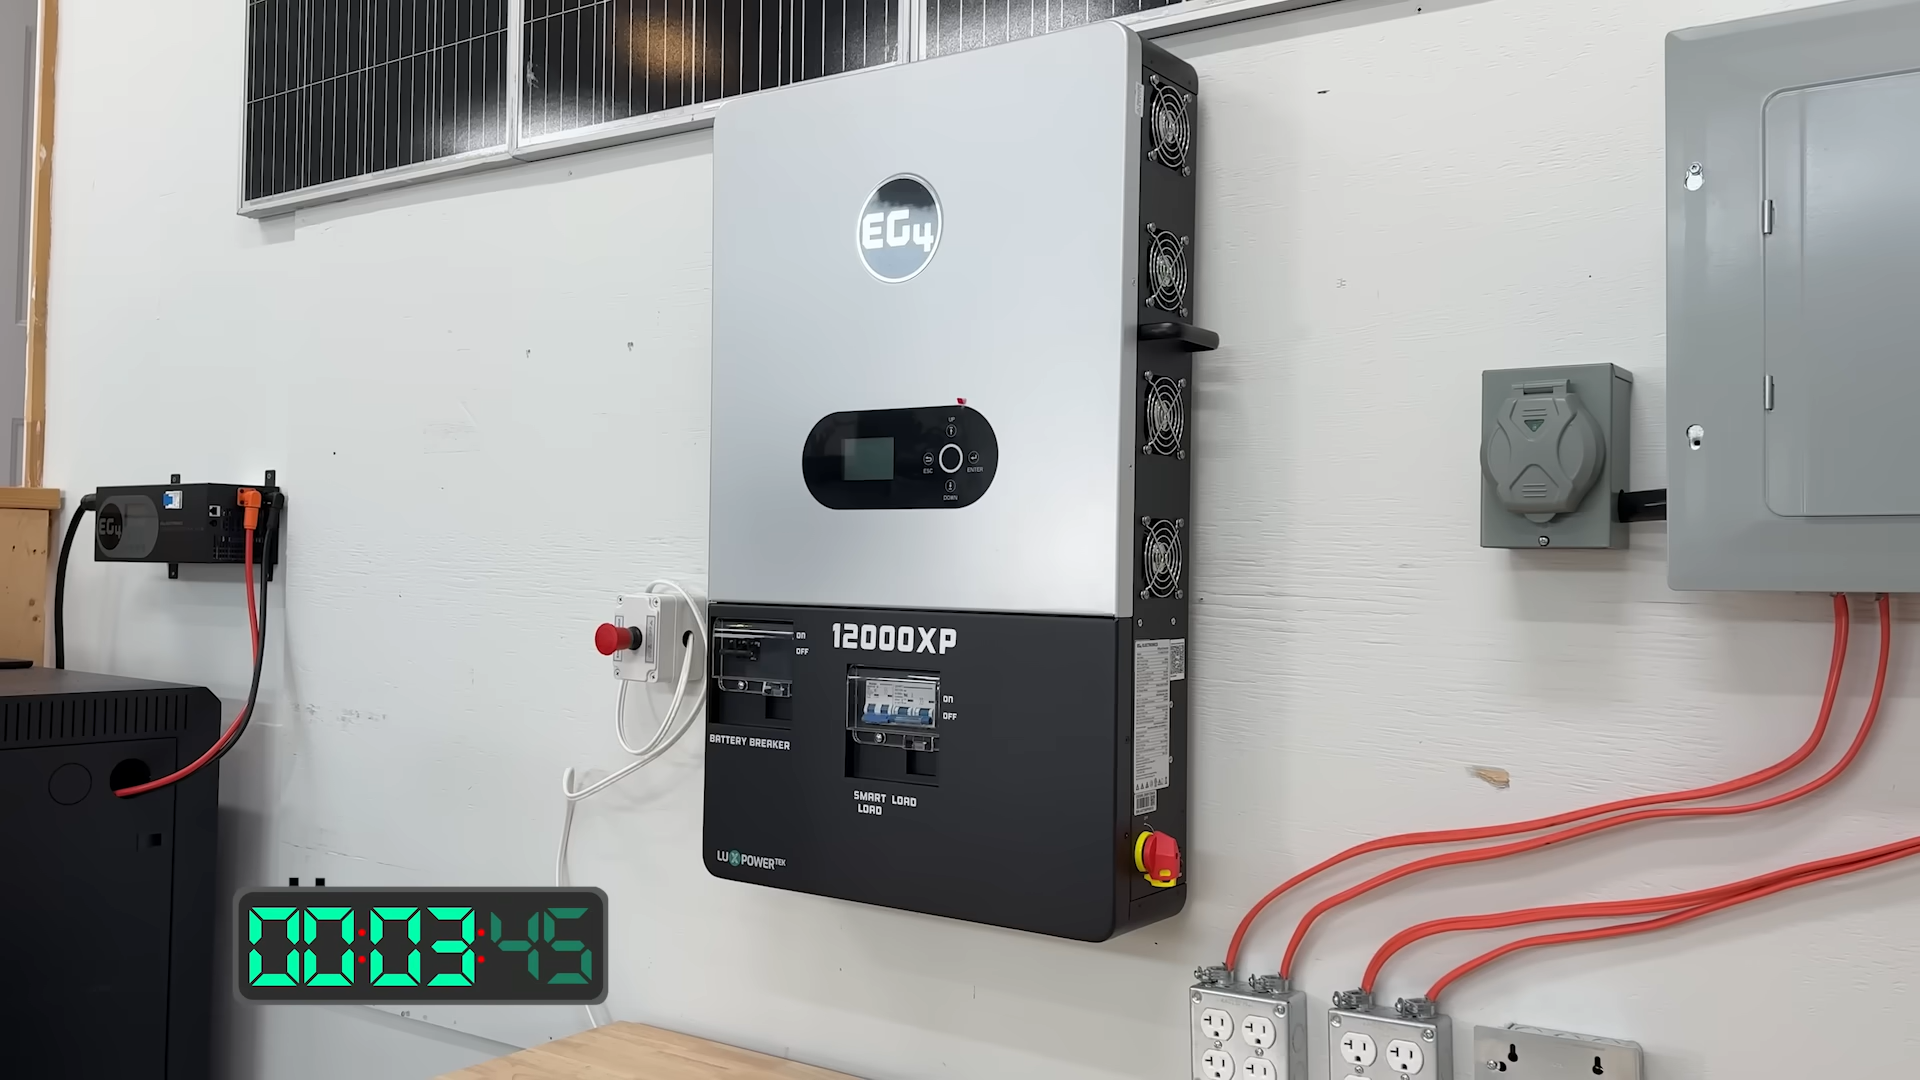 EG4
UP
ESC
ENTER
DOWN
EG4
ON
OFF
12000XP
ON
OFF
BATTERY BREAKER
SMART LOAD
LOAD
LUXPOWERTEK
00:03:45